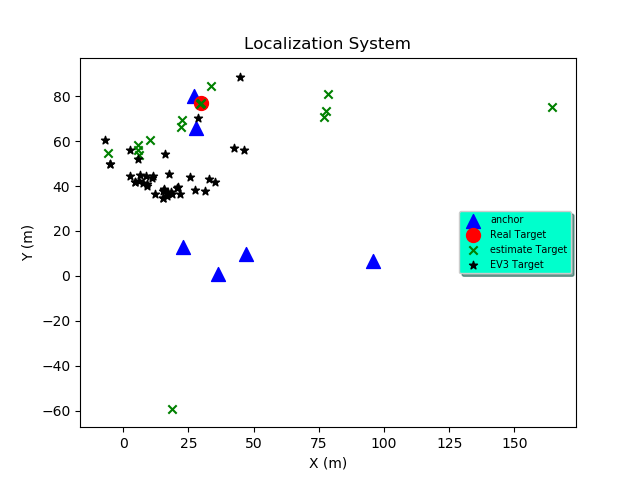 Localization System
80
60
40
20
0
−20
−40
−60
Y (m)
anchor
Real Target
estimate Target
EV3 Target
0 25 50 75 100 125 150
X (m)